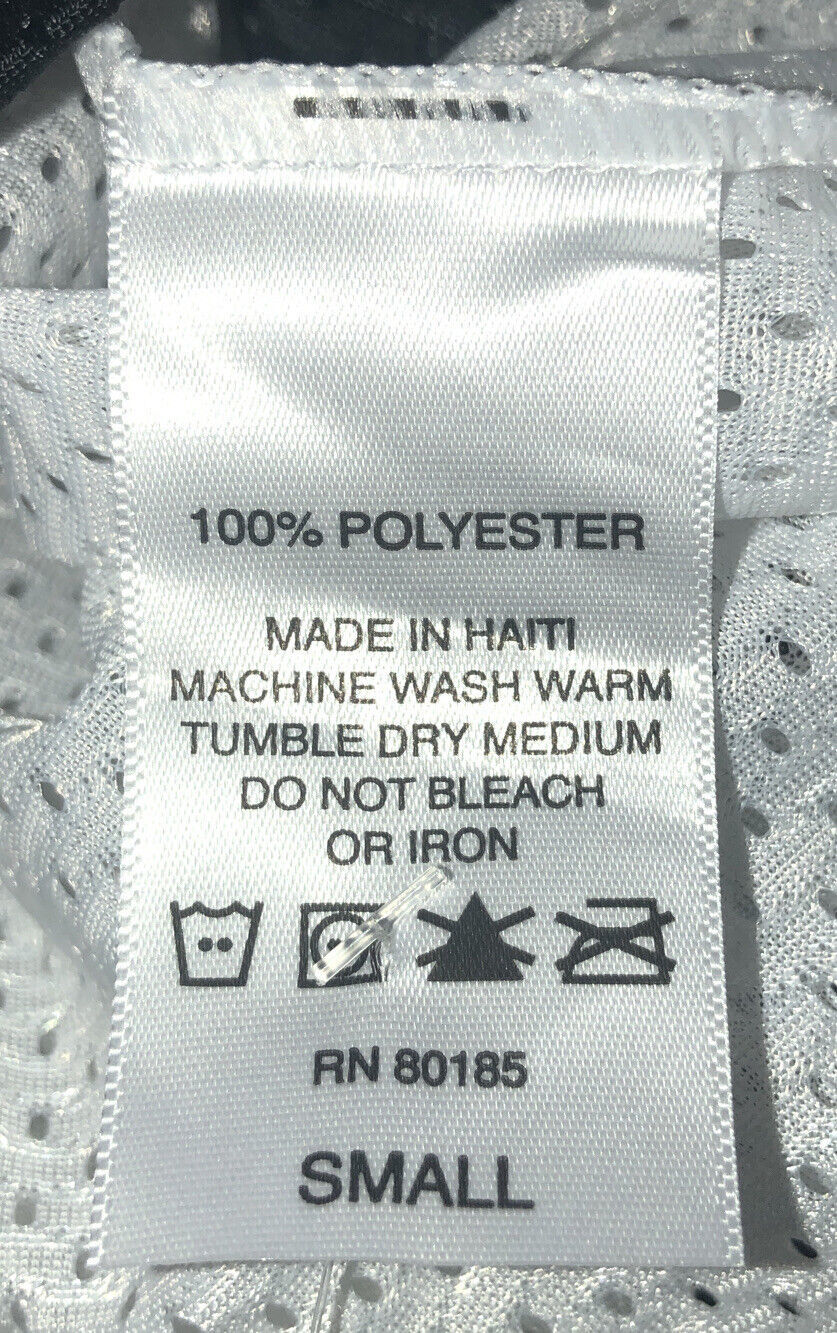 100% POLYESTER
MADE IN HAITI
MACHINE WASH WARM
TUMBLE DRY MEDIUM
DO NOT BLEACH
OR IRON
RN 80185
SMALL